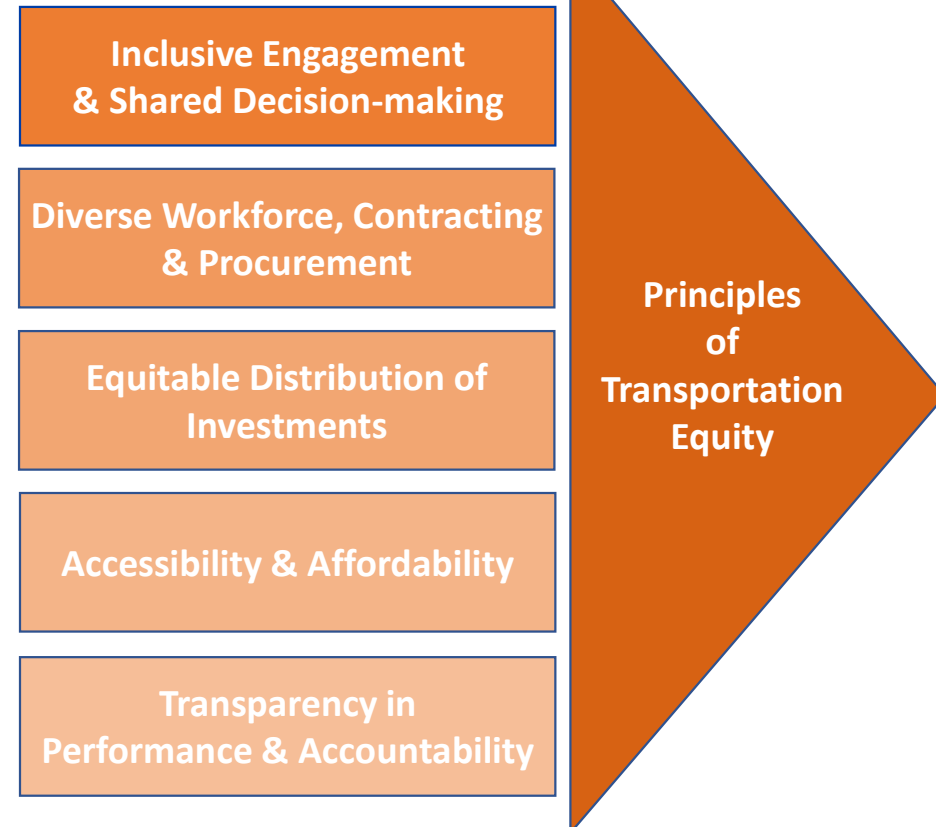 Inclusive Engagement
& Shared Decision-making
Diverse Workforce, Contracting
& Procurement
Equitable Distribution of
Investments
Accessibility & Affordability
Transparency in
Performance & Accountability
Principles
of
Transportation
Equity